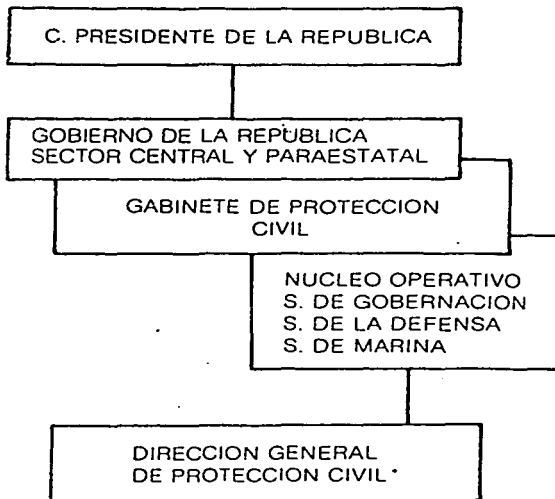 C. PRESIDENTE DE LA REPUBLICA
GOBIERNO DE LA REPUBLICA
SECTOR CENTRAL Y PARAESTATAL
GABINETE DE PROTECCION
CIVIL
NUCLEO OPERATIVO
S. DE GOBERNACION
S. DE LA DEFENSA
S. DE MARINA
DIRECCION GENERAL
DE PROTECCION CIVIL